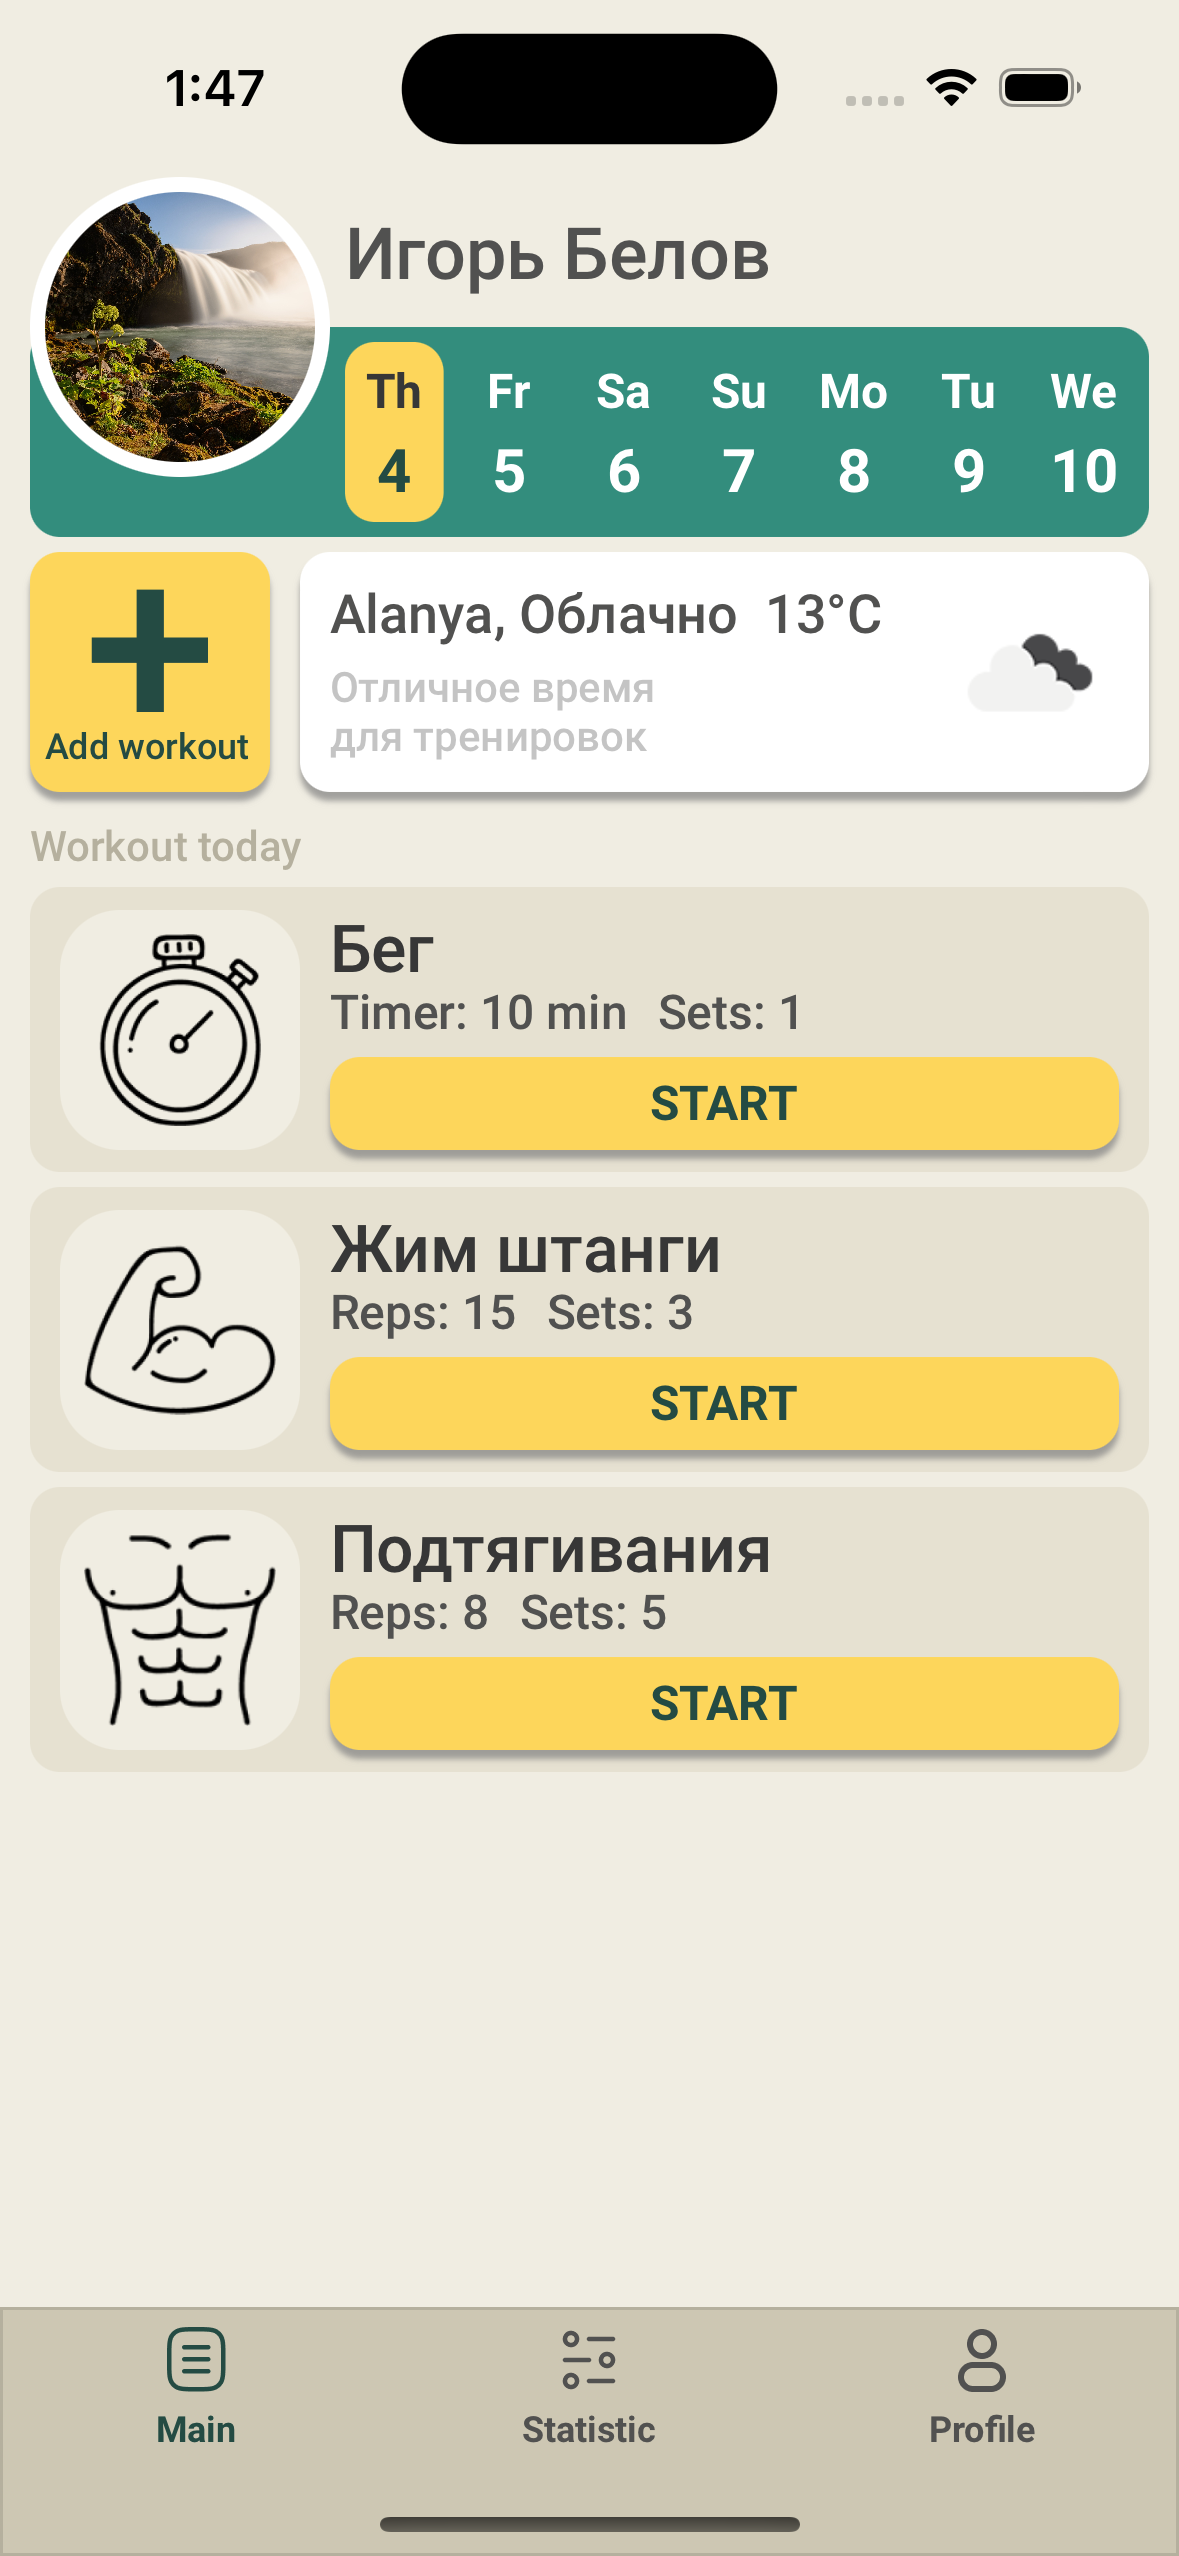 1:47
Игорь Белов
Th Fr Sa Su Mo Tu We
4 5 6 7 8 9 10
Add workout
Alanya, Облачно 13°C
Отличное время
для тренировок
Workout today
Бег
Timer: 10 min Sets: 1
START
Жим штанги
Reps: 15 Sets: 3
START
Подтягивания
Reps: 8 Sets: 5
START
Main Statistic Profile